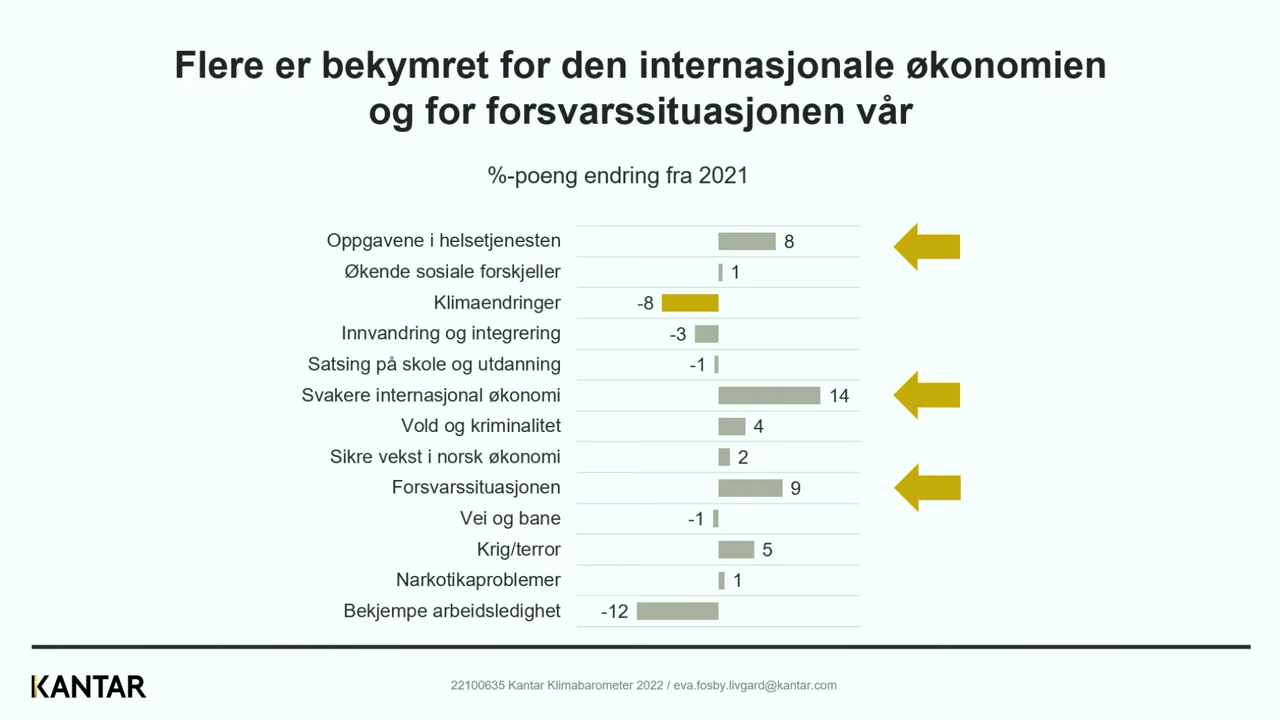 Flere er bekymret for den internasjonale økonomien
og for forsvarssituasjonen vår
%-poeng endring fra 2021
Oppgavene i helsetjenesten 8
Økende sosiale forskjeller 1
Klimaendringer -8
Innvandring og integrering -3
Satsing på skole og utdanning -1
Svakere internasjonal økonomi 14
Vold og kriminalitet 4
Sikre vekst i norsk økonomi 2
Forsvarssituasjonen 9
Vei og bane -1
Krig/terror 5
Narkotikaproblemer 1
Bekjempe arbeidsledighet -12
KANTAR
22100635 Kantar Klimabarometer 2022 / eva.fosby.livgard@kantar.com